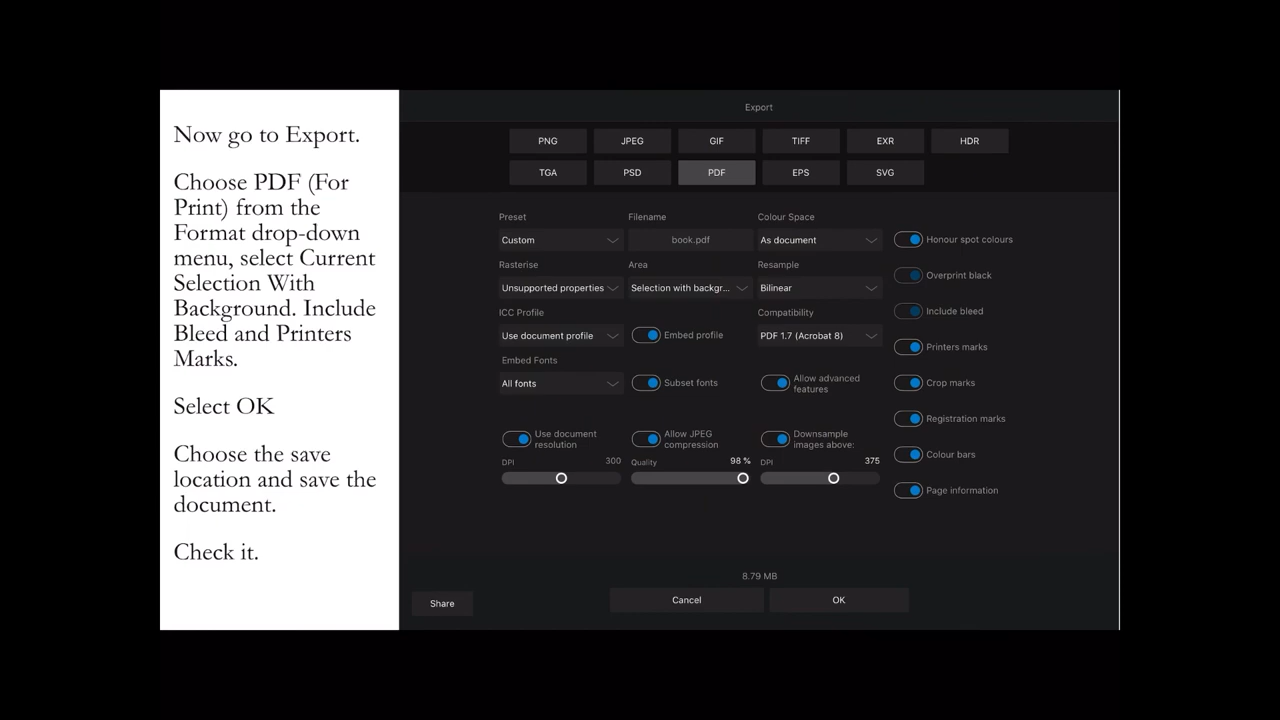 Now go to Export.
Choose PDF (For
Print) from the
Format drop-down
menu, select Current
Selection With
Background. Include
Bleed and Printers
Marks.
Select OK
Choose the save
location and save the
document.
Check it.
Export
PNG JPEG GIF TIFF EXR HDR
TGA PSD PDF EPS SVG
Preset Filename Colour Space
Custom book.pdf As document Honour spot colours
Rasterise Area Resample
Overprint black
Unsupported properties Selection with backgr... Bilinear
ICC Profile Compatibility Include bleed
Use document profile Embed profile PDF 1.7 (Acrobat 8) Printers marks
Embed Fonts
All fonts Subset fonts Allow advanced
features Crop marks
Registration marks
Use document
resolution Allow JPEG
compression Downsample
images above: Colour bars
DPI 300 Quality 98 % DPI 375
Page information
8.79 MB
Share Cancel OK